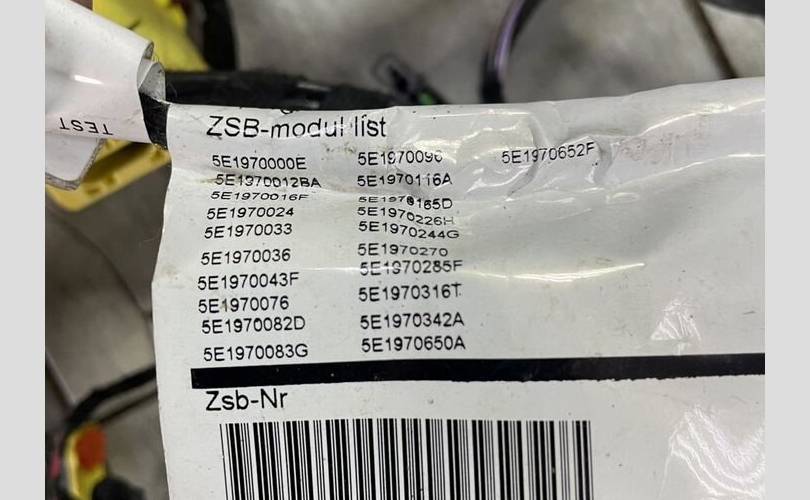 TEST
ZSB-modul list
5E1970000E
5E1970012BA
5E1970016F
5E1970024
5E1970033
5E1970036
5E1970043F
5E1970076
5E1970082D
5E1970083G
5E1970116A
5E1970165D
5E1970226H
5E1970244G
5E1970270
5E1970285F
5E1970316T
5E1970342A
5E1970650A
5E1970652F
Zsb-Nr